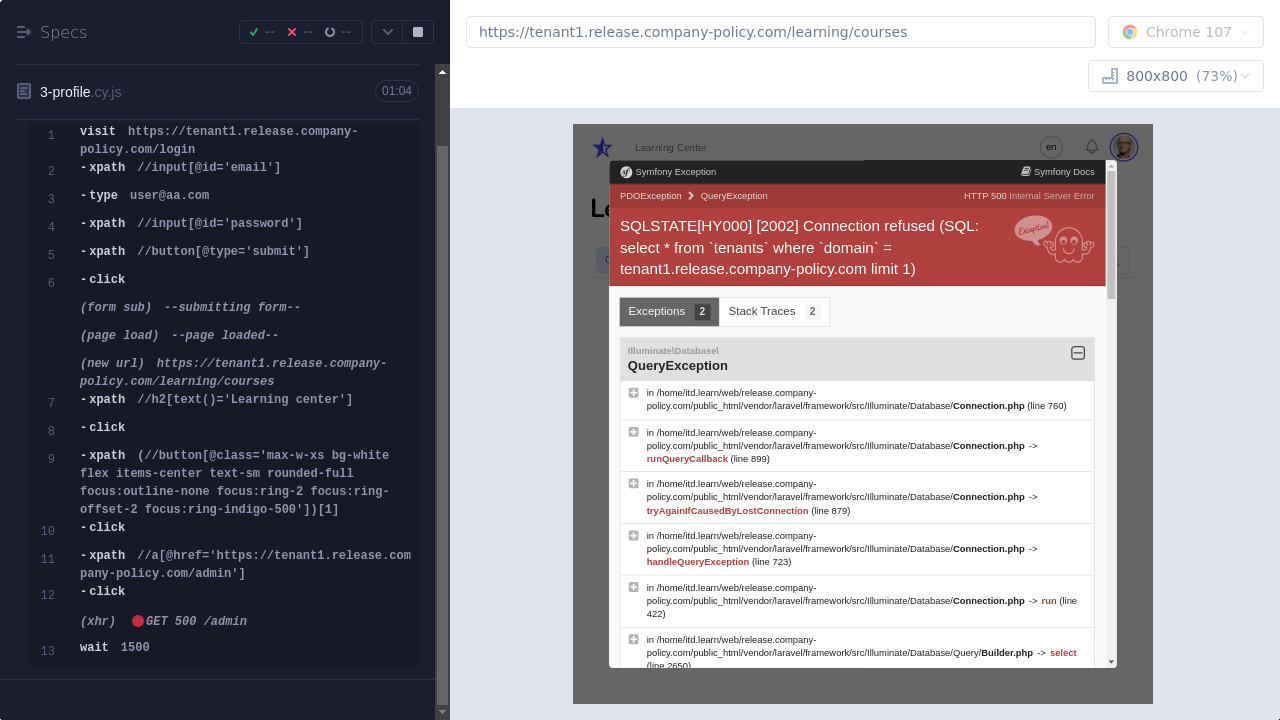 Specs
--
--
--
3-profile.cy.js
01:04
1 visit https://tenant1.release.company-
policy.com/login
2 -xpath //input[@id='email']
3 -type user@aa.com
4 -xpath //input[@id='password']
5 -xpath //button[@type='submit']
6 -click
(form sub) --submitting form--
(page load) --page loaded--
(new url) https://tenant1.release.company-
policy.com/learning/courses
7 -xpath //h2[text()='Learning center']
8 -click
9 -xpath (//button[@class='max-w-xs bg-white
flex items-center text-sm rounded-full
focus:outline-none focus:ring-2 focus:ring-
offset-2 focus:ring-indigo-500'])[1]
10 -click
11 -xpath //a[@href='https://tenant1.release.com
pany-policy.com/admin']
12 -click
(xhr) GET 500 /admin
13 wait 1500
https://tenant1.release.company-policy.com/learning/courses
Chrome 107
800x800 (73%)
Learning Center
en
Le
sf Symfony Exception
Symfony Docs
PDOException > QueryException
HTTP 500 Internal Server Error
SQLSTATE[HY000] [2002] Connection refused (SQL:
select * from `tenants` where `domain` =
tenant1.release.company-policy.com limit 1)
Exception!
Exceptions 2
Stack Traces 2
Illuminate\Database\
QueryException
in /home/itd.learn/web/release.company-
policy.com/public_html/vendor/laravel/framework/src/Illuminate/Database/Connection.php (line 760)
in /home/itd.learn/web/release.company-
policy.com/public_html/vendor/laravel/framework/src/Illuminate/Database/Connection.php ->
runQueryCallback (line 899)
in /home/itd.learn/web/release.company-
policy.com/public_html/vendor/laravel/framework/src/Illuminate/Database/Connection.php ->
tryAgainIfCausedByLostConnection (line 879)
in /home/itd.learn/web/release.company-
policy.com/public_html/vendor/laravel/framework/src/Illuminate/Database/Connection.php ->
handleQueryException (line 723)
in /home/itd.learn/web/release.company-
policy.com/public_html/vendor/laravel/framework/src/Illuminate/Database/Connection.php -> run (line
422)
in /home/itd.learn/web/release.company-
policy.com/public_html/vendor/laravel/framework/src/Illuminate/Database/Query/Builder.php -> select
(line 2650)